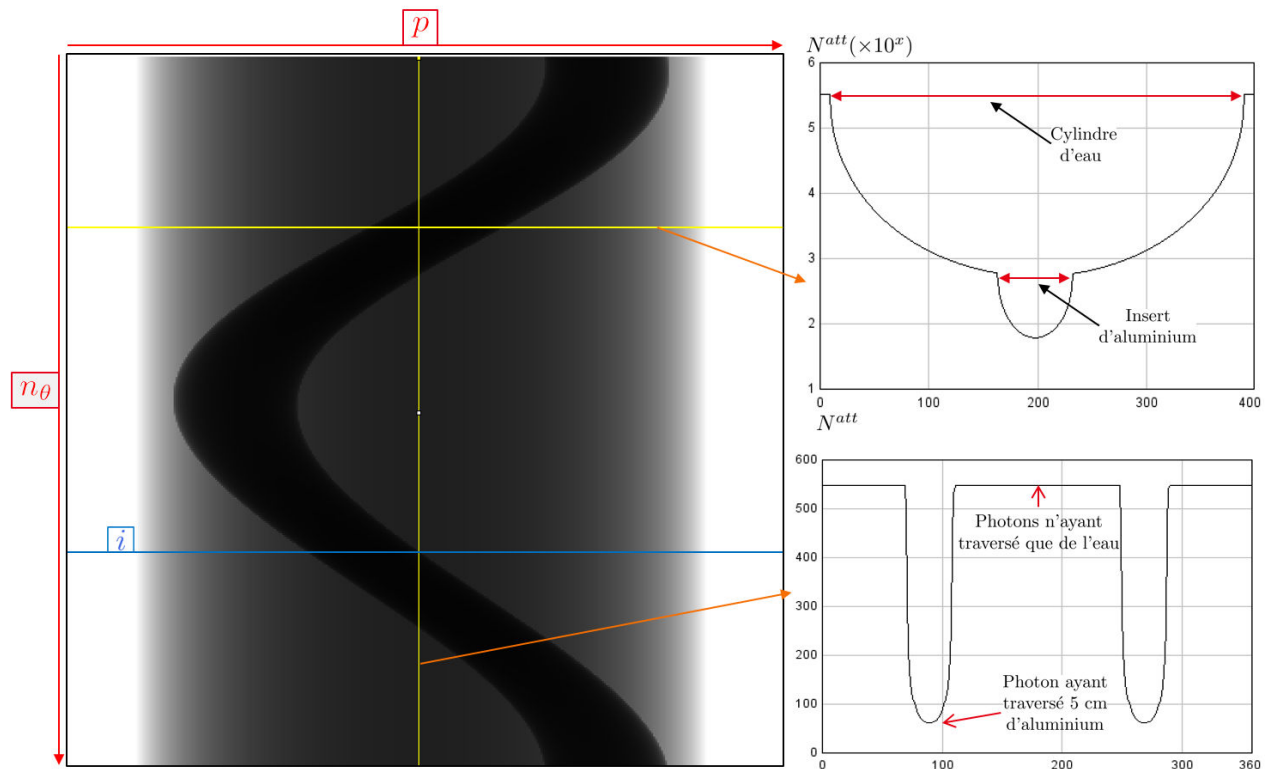 p
n_θ
i
N^{att}(×10^x)
6
5
4
3
2
1
0
100
200
300
400
Cylindre
d'eau
Insert
d'aluminium
N^{att}
600
500
400
300
200
100
0
0
100
200
300
360
Photons n'ayant
traversé que de l'eau
Photon ayant
traversé 5 cm
d'aluminium